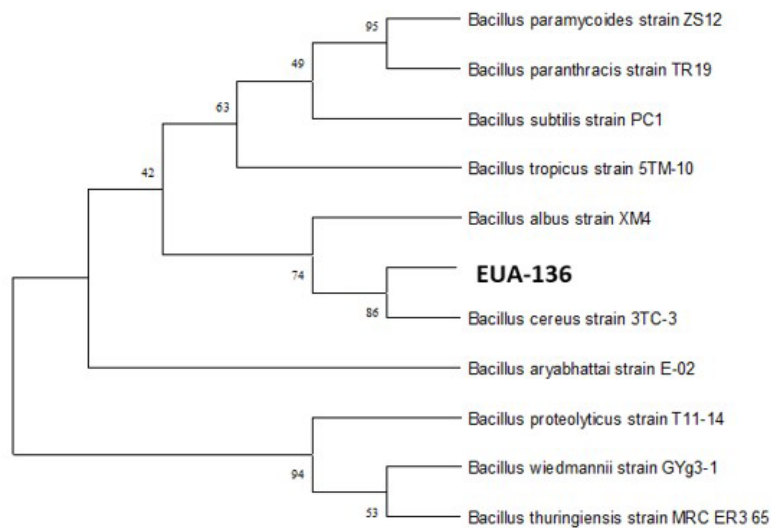 95
Bacillus paramycoides strain ZS12
49
Bacillus paranthracis strain TR19
63
Bacillus subtilis strain PC1
42
Bacillus tropicus strain 5TM-10
Bacillus albus strain XM4
74
EUA-136
86
Bacillus cereus strain 3TC-3
Bacillus aryabhattai strain E-02
Bacillus proteolyticus strain T11-14
94
Bacillus wiedmannii strain GYg3-1
53
Bacillus thuringiensis strain MRC ER3 65